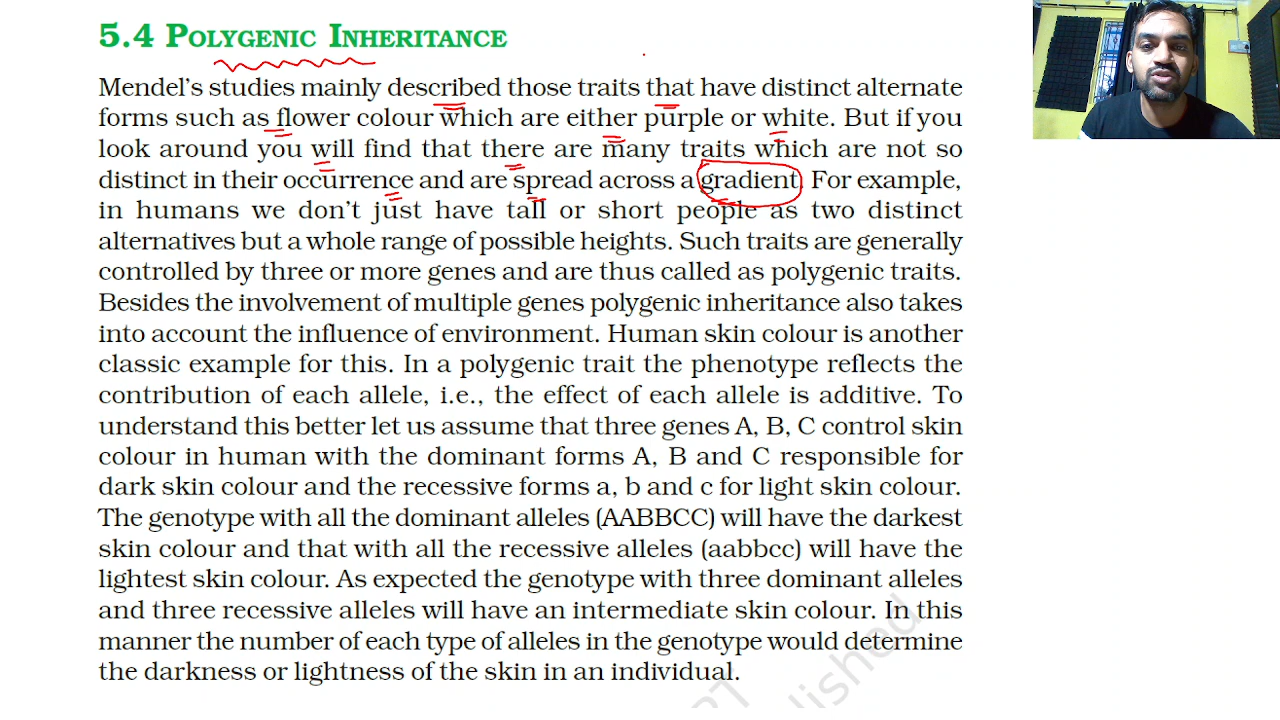 5.4 POLYGENIC INHERITANCE
Mendel's studies mainly described those traits that have distinct alternate
forms such as flower colour which are either purple or white. But if you
look around you will find that there are many traits which are not so
distinct in their occurrence and are spread across a gradient. For example,
in humans we don't just have tall or short people as two distinct
alternatives but a whole range of possible heights. Such traits are generally
controlled by three or more genes and are thus called as polygenic traits.
Besides the involvement of multiple genes polygenic inheritance also takes
into account the influence of environment. Human skin colour is another
classic example for this. In a polygenic trait the phenotype reflects the
contribution of each allele, i.e., the effect of each allele is additive. To
understand this better let us assume that three genes A, B, C control skin
colour in human with the dominant forms A, B and C responsible for
dark skin colour and the recessive forms a, b and c for light skin colour.
The genotype with all the dominant alleles (AABBCC) will have the darkest
skin colour and that with all the recessive alleles (aabbcc) will have the
lightest skin colour. As expected the genotype with three dominant alleles
and three recessive alleles will have an intermediate skin colour. In this
manner the number of each type of alleles in the genotype would determine
the darkness or lightness of the skin in an individual.